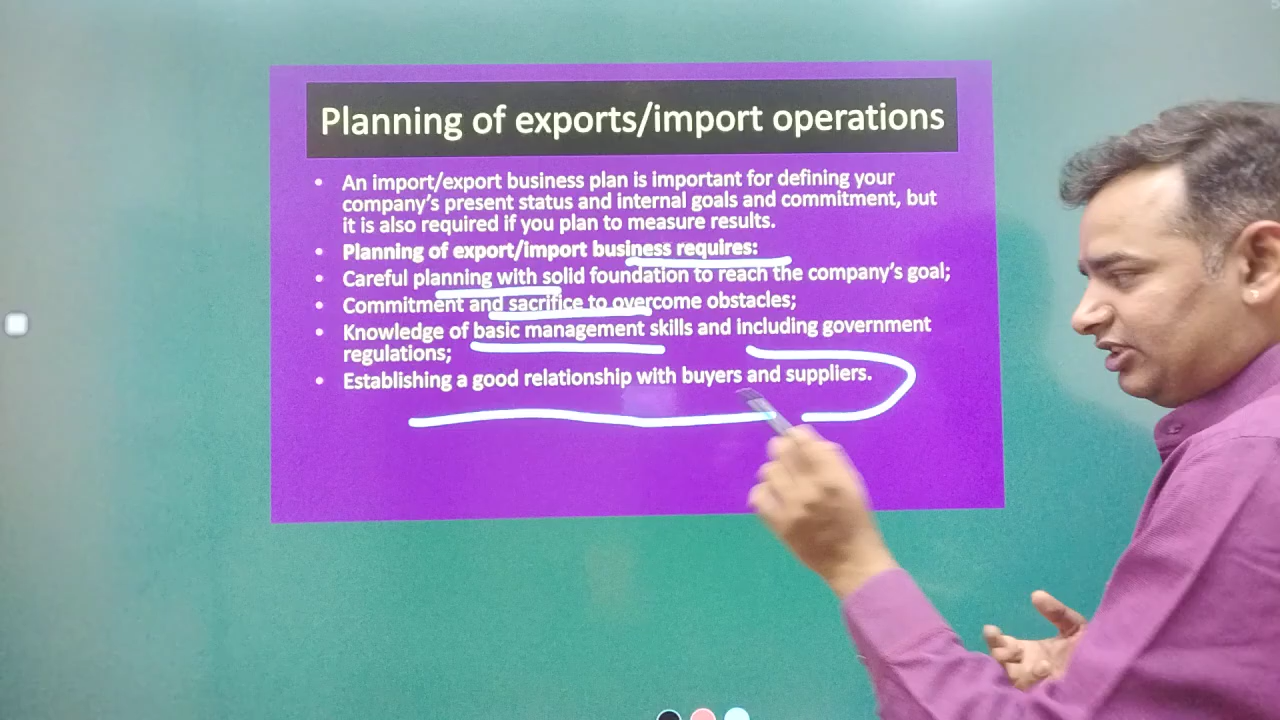 Planning of exports/import operations
• An import/export business plan is important for defining your
company's present status and internal goals and commitment, but
it is also required if you plan to measure results.
• Planning of export/import business requires:
• Careful planning with solid foundation to reach the company's goal;
• Commitment and sacrifice to overcome obstacles;
• Knowledge of basic management skills and including government
regulations;
• Establishing a good relationship with buyers and suppliers.